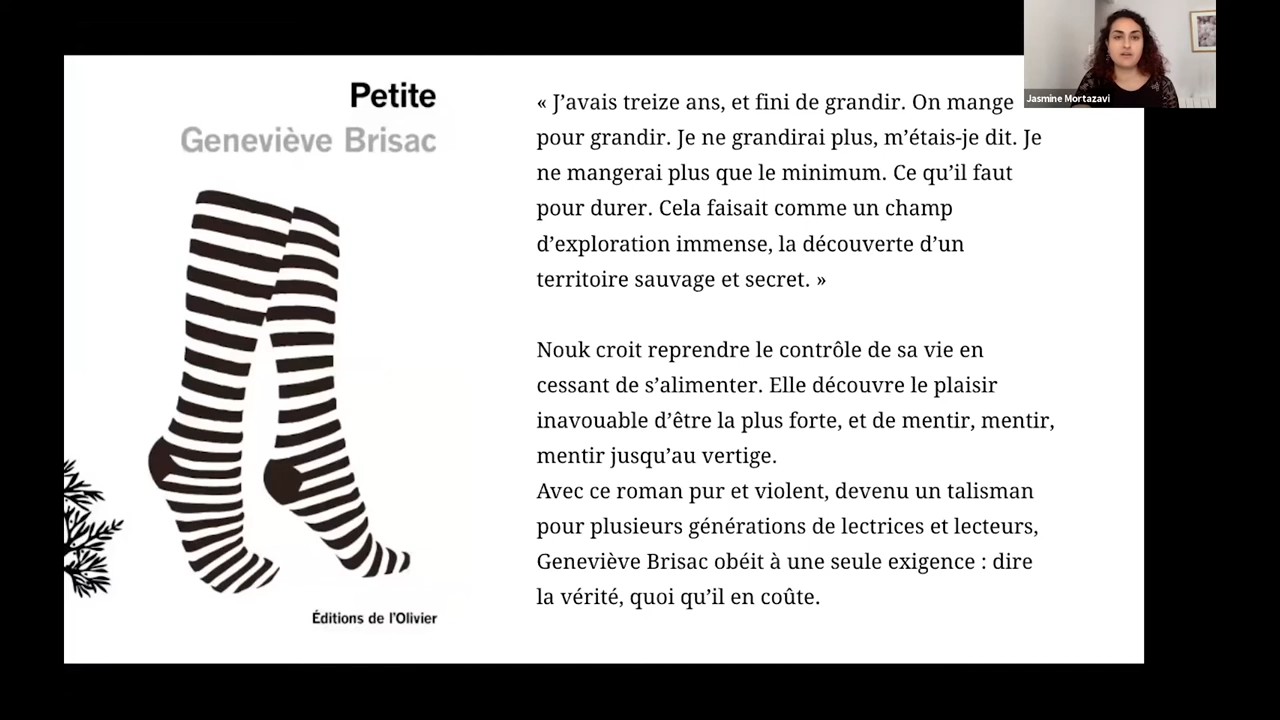 Petite
Geneviève Brisac
Éditions de l'Olivier
« J'avais treize ans, et fini de grandir. On mange
pour grandir. Je ne grandirai plus, m'étais-je dit. Je
ne mangerai plus que le minimum. Ce qu'il faut
pour durer. Cela faisait comme un champ
d'exploration immense, la découverte d'un
territoire sauvage et secret. »
Nouk croit reprendre le contrôle de sa vie en
cessant de s'alimenter. Elle découvre le plaisir
inavouable d'être la plus forte, et de mentir, mentir,
mentir jusqu'au vertige.
Avec ce roman pur et violent, devenu un talisman
pour plusieurs générations de lectrices et lecteurs,
Geneviève Brisac obéit à une seule exigence : dire
la vérité, quoi qu'il en coûte.
Jasmine Mortazavi